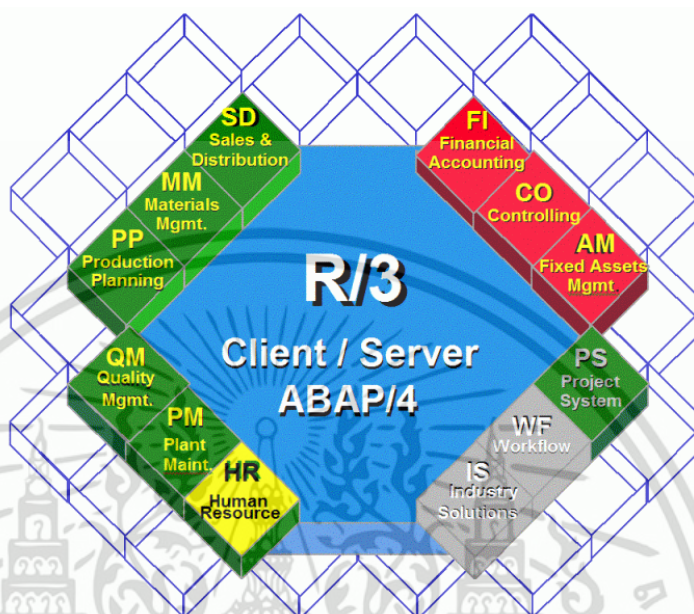 SD
Sales &
Distribution
MM
Materials
Mgmt.
PP
Production
Planning
FI
Financial
Accounting
CO
Controlling
AM
Fixed Assets
Mgmt.
R/3
Client / Server
ABAP/4
QM
Quality
Mgmt.
PM
Plant
Maint.
HR
Human
Resource
PS
Project
System
WF
Workflow
IS
Industry
Solutions